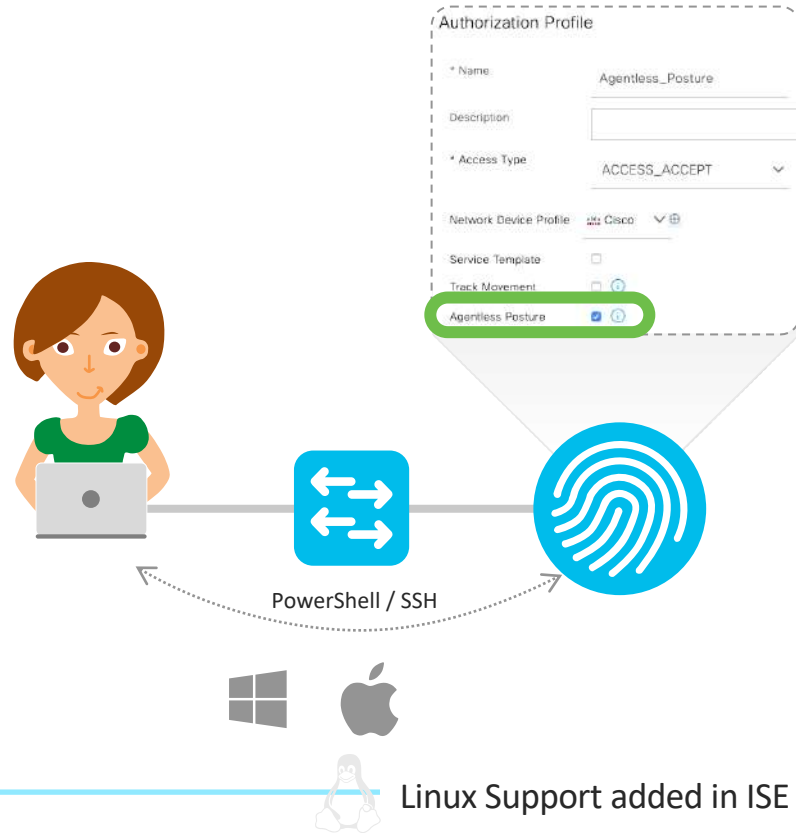 Authorization Profile
* Name Agentless_Posture
Description
* Access Type ACCESS_ACCEPT
Network Device Profile Cisco
Service Template
Track Movement
Agentless Posture
PowerShell / SSH
Linux Support added in ISE